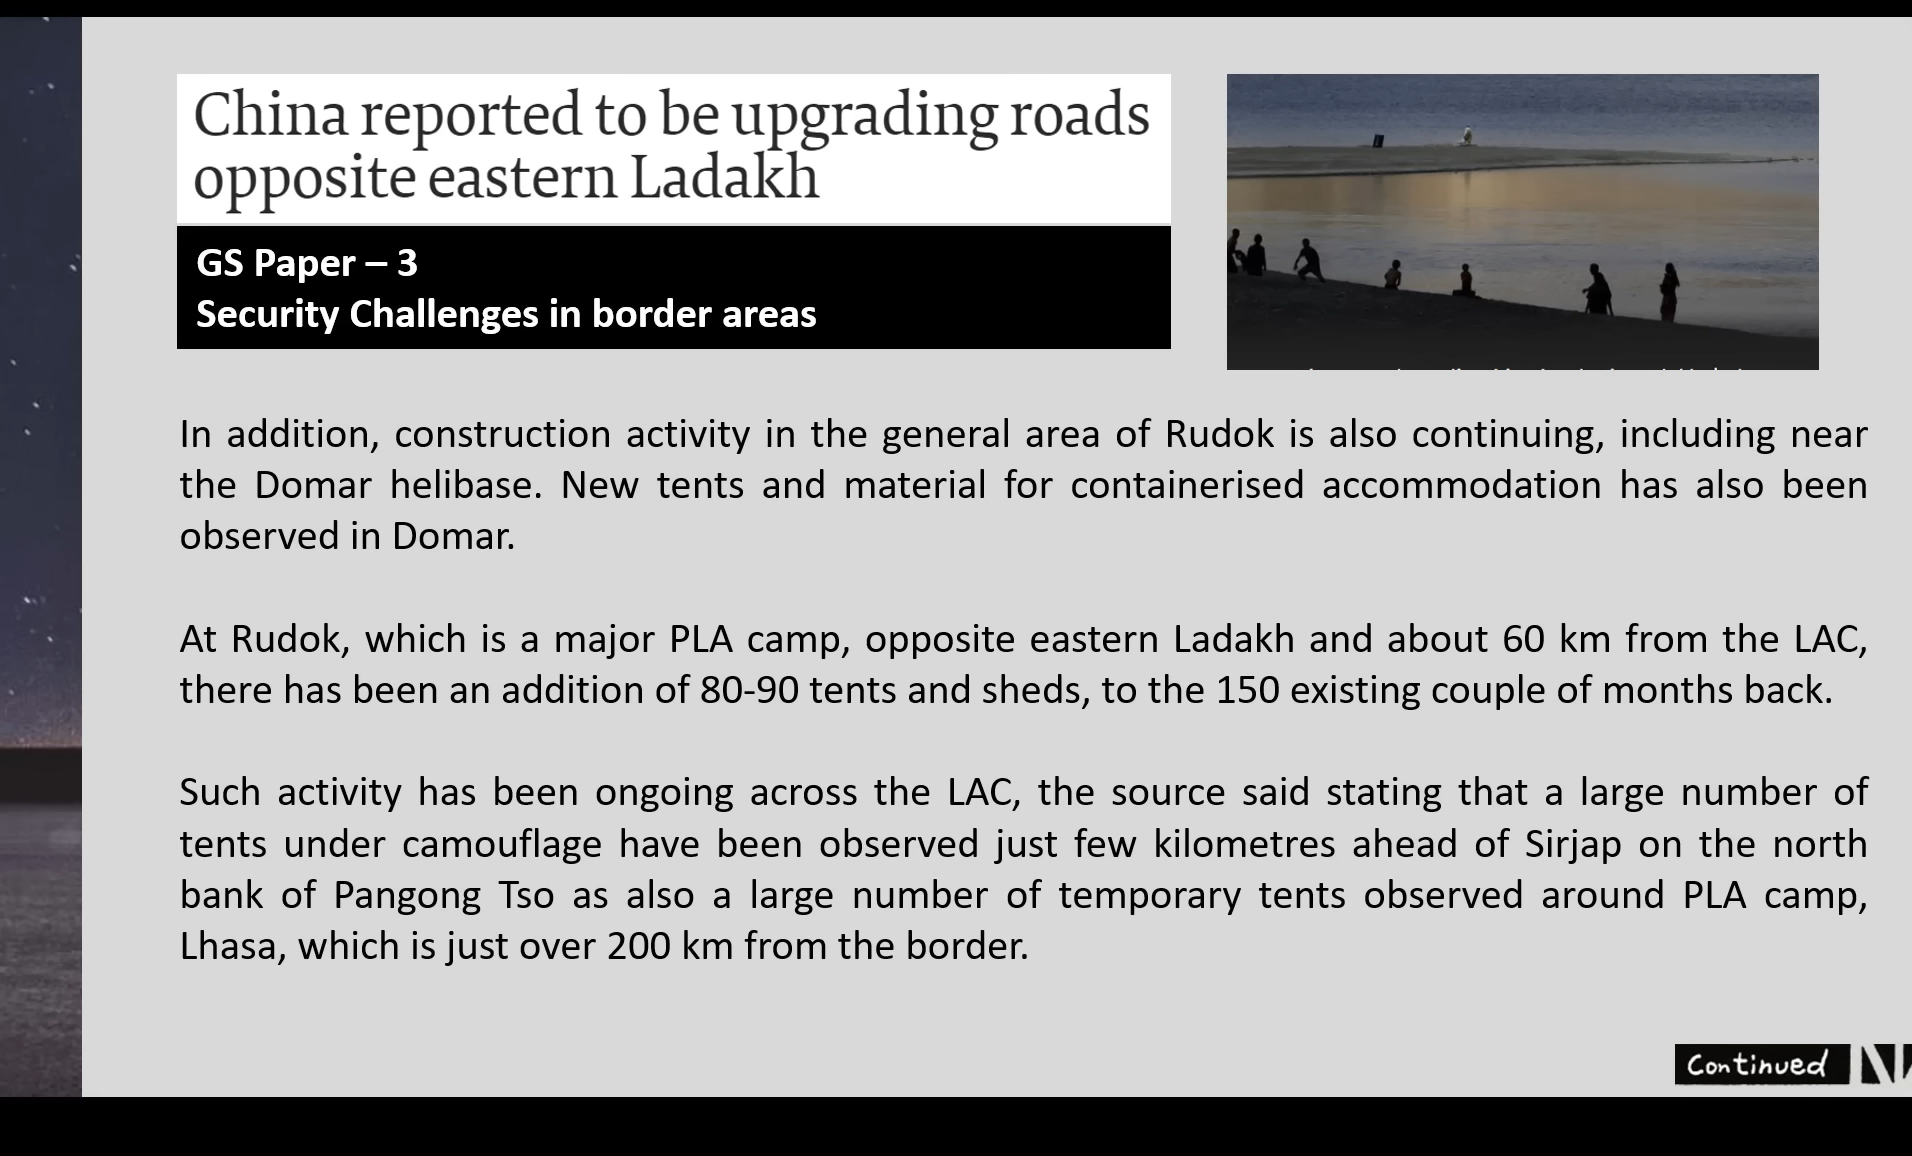 China reported to be upgrading roads
opposite eastern Ladakh
GS Paper – 3
Security Challenges in border areas
In addition, construction activity in the general area of Rudok is also continuing, including near
the Domar helibase. New tents and material for containerised accommodation has also been
observed in Domar.
At Rudok, which is a major PLA camp, opposite eastern Ladakh and about 60 km from the LAC,
there has been an addition of 80-90 tents and sheds, to the 150 existing couple of months back.
Such activity has been ongoing across the LAC, the source said stating that a large number of
tents under camouflage have been observed just few kilometres ahead of Sirjap on the north
bank of Pangong Tso as also a large number of temporary tents observed around PLA camp,
Lhasa, which is just over 200 km from the border.
Continued